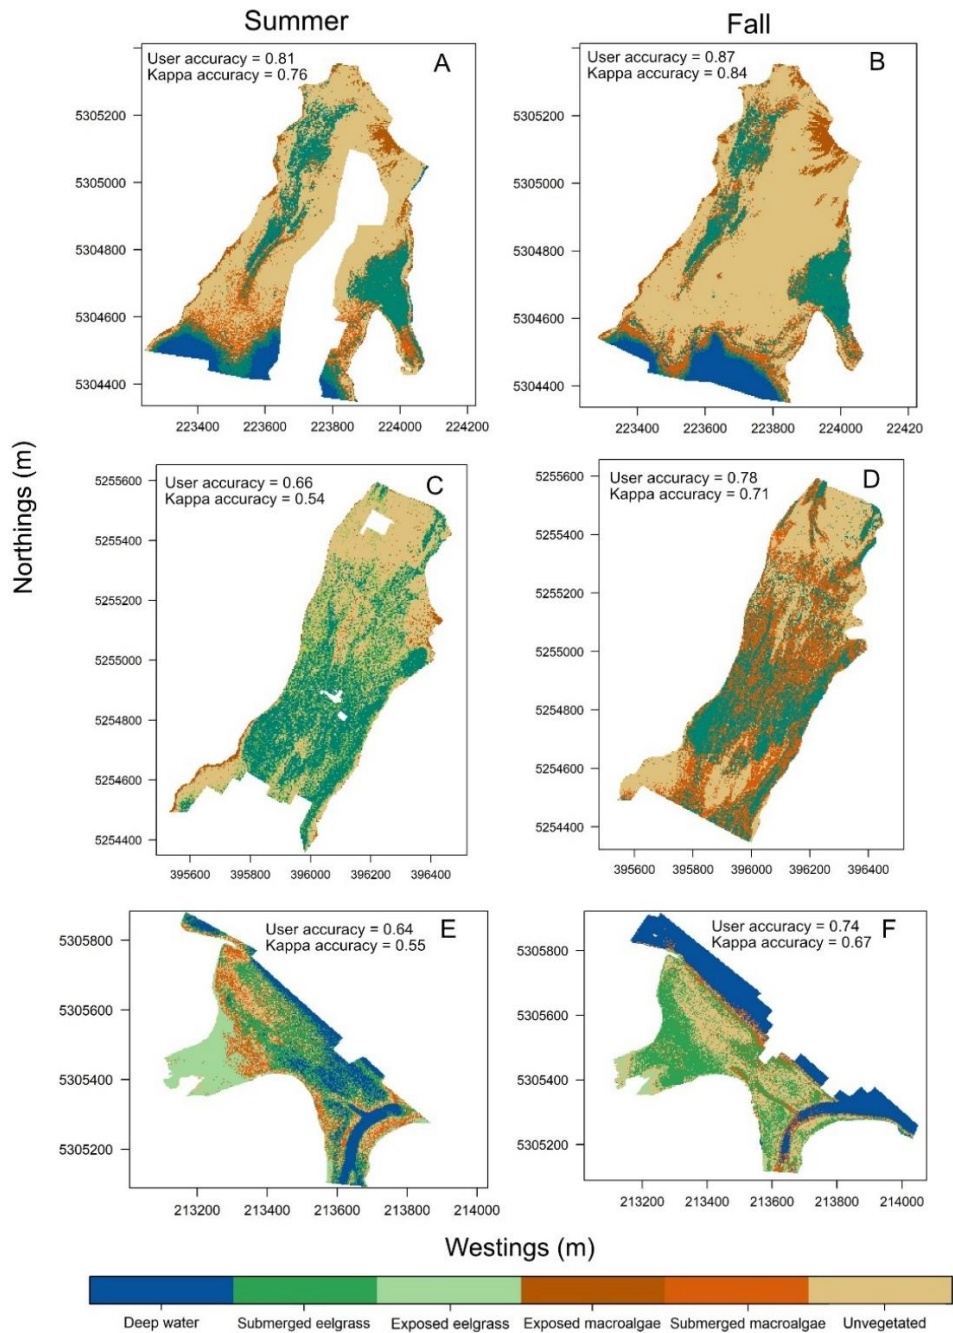 Summer
Fall
User accuracy = 0.81
Kappa accuracy = 0.76
A
5305200
5305000
5304800
5304600
5304400
223400 223600 223800 224000 224200
User accuracy = 0.87
Kappa accuracy = 0.84
B
5305200
5305000
5304800
5304600
5304400
223400 223600 223800 224000 22420
Northings (m)
User accuracy = 0.66
Kappa accuracy = 0.54
C
5255600
5255400
5255200
5255000
5254800
5254600
5254400
395600 395800 396000 396200 396400
User accuracy = 0.78
Kappa accuracy = 0.71
D
5255600
5255400
5255200
5255000
5254800
5254600
5254400
395600 395800 396000 396200 396400
User accuracy = 0.64
Kappa accuracy = 0.55
E
5305800
5305600
5305400
5305200
213200 213400 213600 213800 214000
User accuracy = 0.74
Kappa accuracy = 0.67
F
5305800
5305600
5305400
5305200
213200 213400 213600 213800 214000
Westings (m)
Deep water Submerged eelgrass Exposed eelgrass Exposed macroalgae Submerged macroalgae Unvegetated